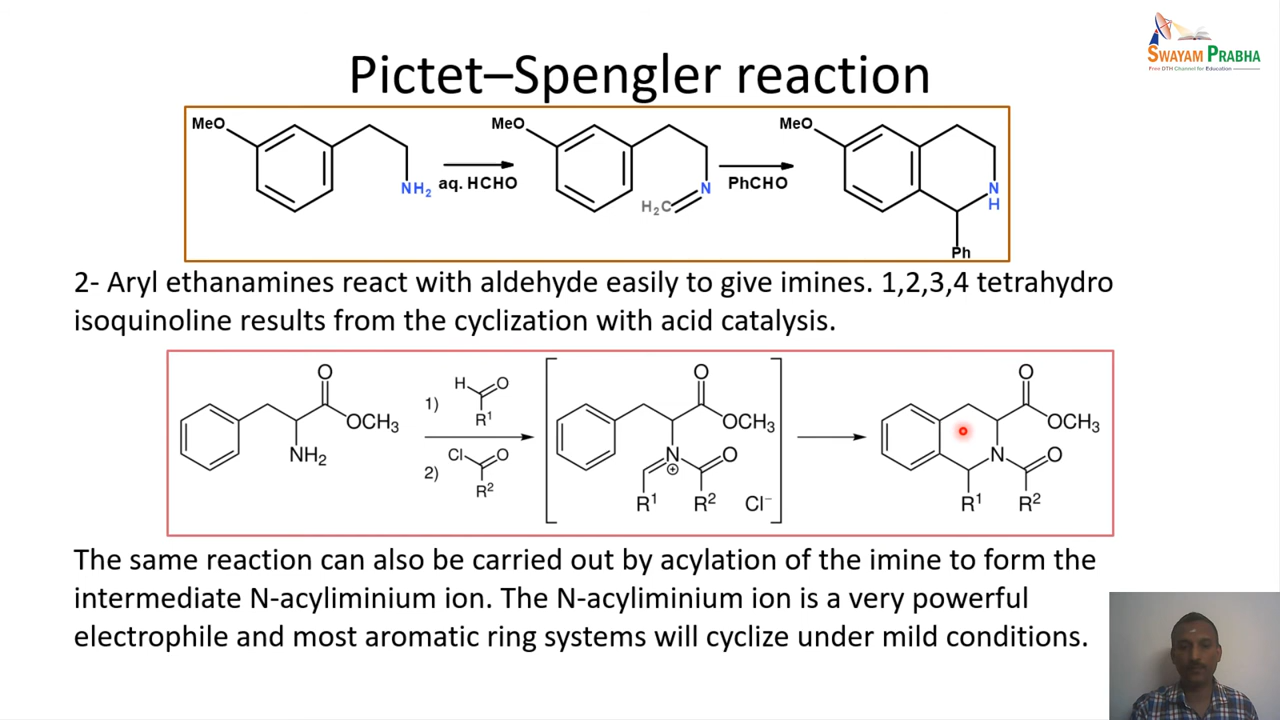 SWAYAM PRABHA
Free DTH Channel for Education
Pictet–Spengler reaction
MeO
NH2
aq. HCHO
MeO
H2C
N
PhCHO
MeO
N
H
Ph
2- Aryl ethanamines react with aldehyde easily to give imines. 1,2,3,4 tetrahydro
isoquinoline results from the cyclization with acid catalysis.
O
OCH3
NH2
1)
H
O
R1
2)
Cl
O
R2
O
OCH3
N
⊕
O
R1
R2
Cl–
O
OCH3
N
O
R1
R2
The same reaction can also be carried out by acylation of the imine to form the
intermediate N-acyliminium ion. The N-acyliminium ion is a very powerful
electrophile and most aromatic ring systems will cyclize under mild conditions.